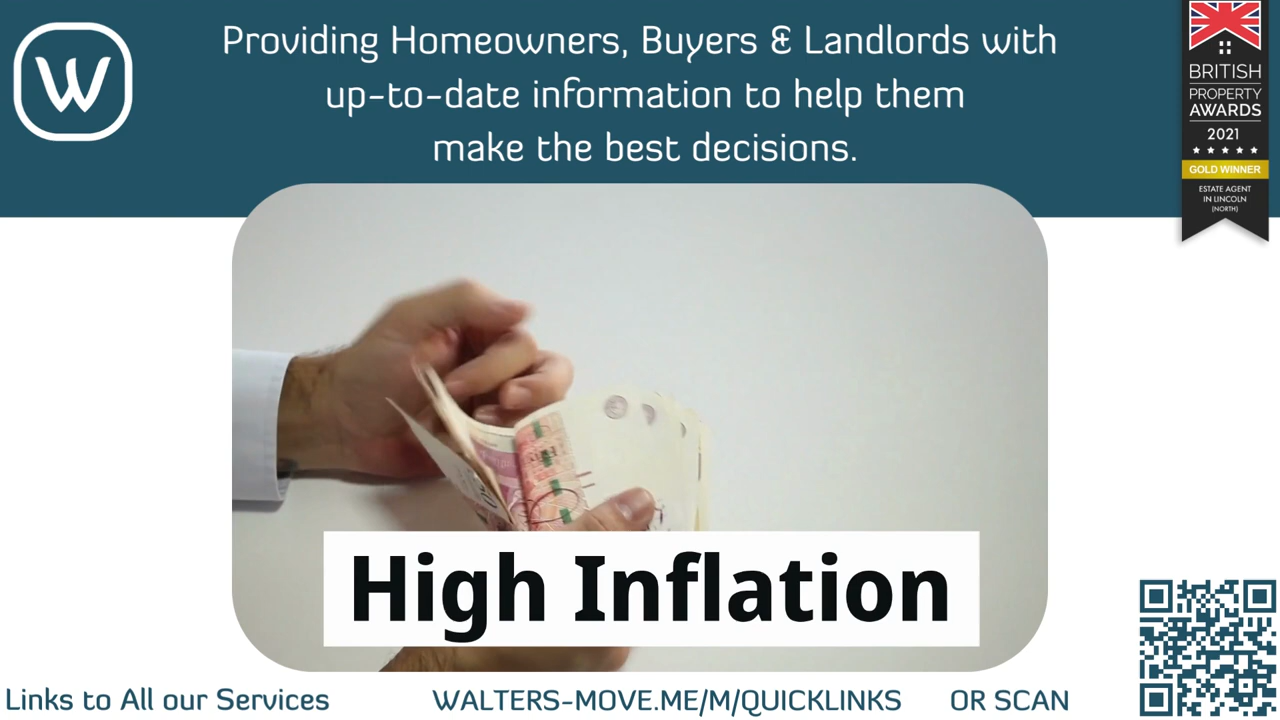 Providing Homeowners, Buyers & Landlords with
up-to-date information to help them
make the best decisions.
W
BRITISH
PROPERTY
AWARDS
2021
★★★★★
GOLD WINNER
ESTATE AGENT
IN LINCOLN
(NORTH)
High Inflation
Links to All our Services
WALTERS-MOVE.ME/M/QUICKLINKS
OR SCAN